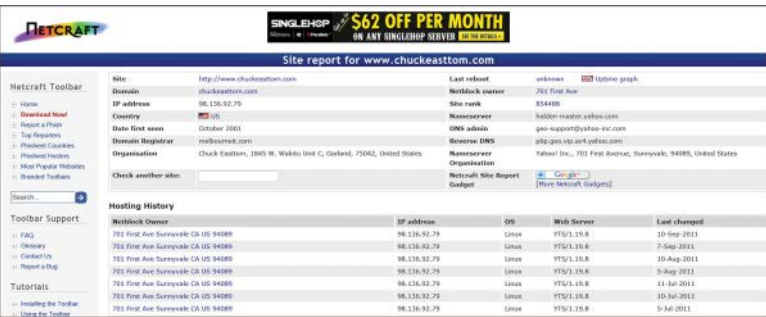 NETCRAFT
SINGLEHOP $62 OFF PER MONTH
ON ANY SINGLEHOP SERVER SEE THE DETAILS >
Site report for www.chuckeasttom.com
Netcraft Toolbar
Home
Download Now!
Report a Phish
Top Reporters
Phishiest Countries
Phishiest Hosters
Most Popular Websites
Branded Toolbars
Search...
Toolbar Support
FAQ
Glossary
Contact Us
Report a Bug
Tutorials
Installing the Toolbar
Using the Toolbar
Site http://www.chuckeasttom.com Last reboot unknown Uptime graph
Domain chuckeasttom.com Netblock owner 701 First Ave
IP address 98.136.92.79 Site rank 854486
Country US Nameserver hidden-master.yahoo.com
Date first seen October 2001 DNS admin geo-support@yahoo-inc.com
Domain Registrar melbourneit.com Reverse DNS p6p.geo.vip.sp4.yahoo.com
Organisation Chuck Easttom, Unit C, Garland, 75042, United States Nameserver Organisation Yahoo! Inc., 701 First Avenue, Sunnyvale, 94089, United States
Check another site: Netcraft Site Report Gadget Google
[More Netcraft Gadgets]
Hosting History
Netblock Owner IP address OS Web Server Last changed
701 First Ave Sunnyvale CA US 94089 98.136.92.79 Linux YTS/1.19.8 10-Sep-2011
701 First Ave Sunnyvale CA US 94089 98.136.92.79 Linux YTS/1.19.8 7-Sep-2011
701 First Ave Sunnyvale CA US 94089 98.136.92.79 Linux YTS/1.19.8 10-Aug-2011
701 First Ave Sunnyvale CA US 94089 98.136.92.79 Linux YTS/1.19.8 5-Aug-2011
701 First Ave Sunnyvale CA US 94089 98.136.92.79 Linux YTS/1.19.8 11-Jul-2011
701 First Ave Sunnyvale CA US 94089 98.136.92.79 Linux YTS/1.19.8 10-Jul-2011
701 First Ave Sunnyvale CA US 94089 98.136.92.79 Linux YTS/1.19.8 5-Jul-2011